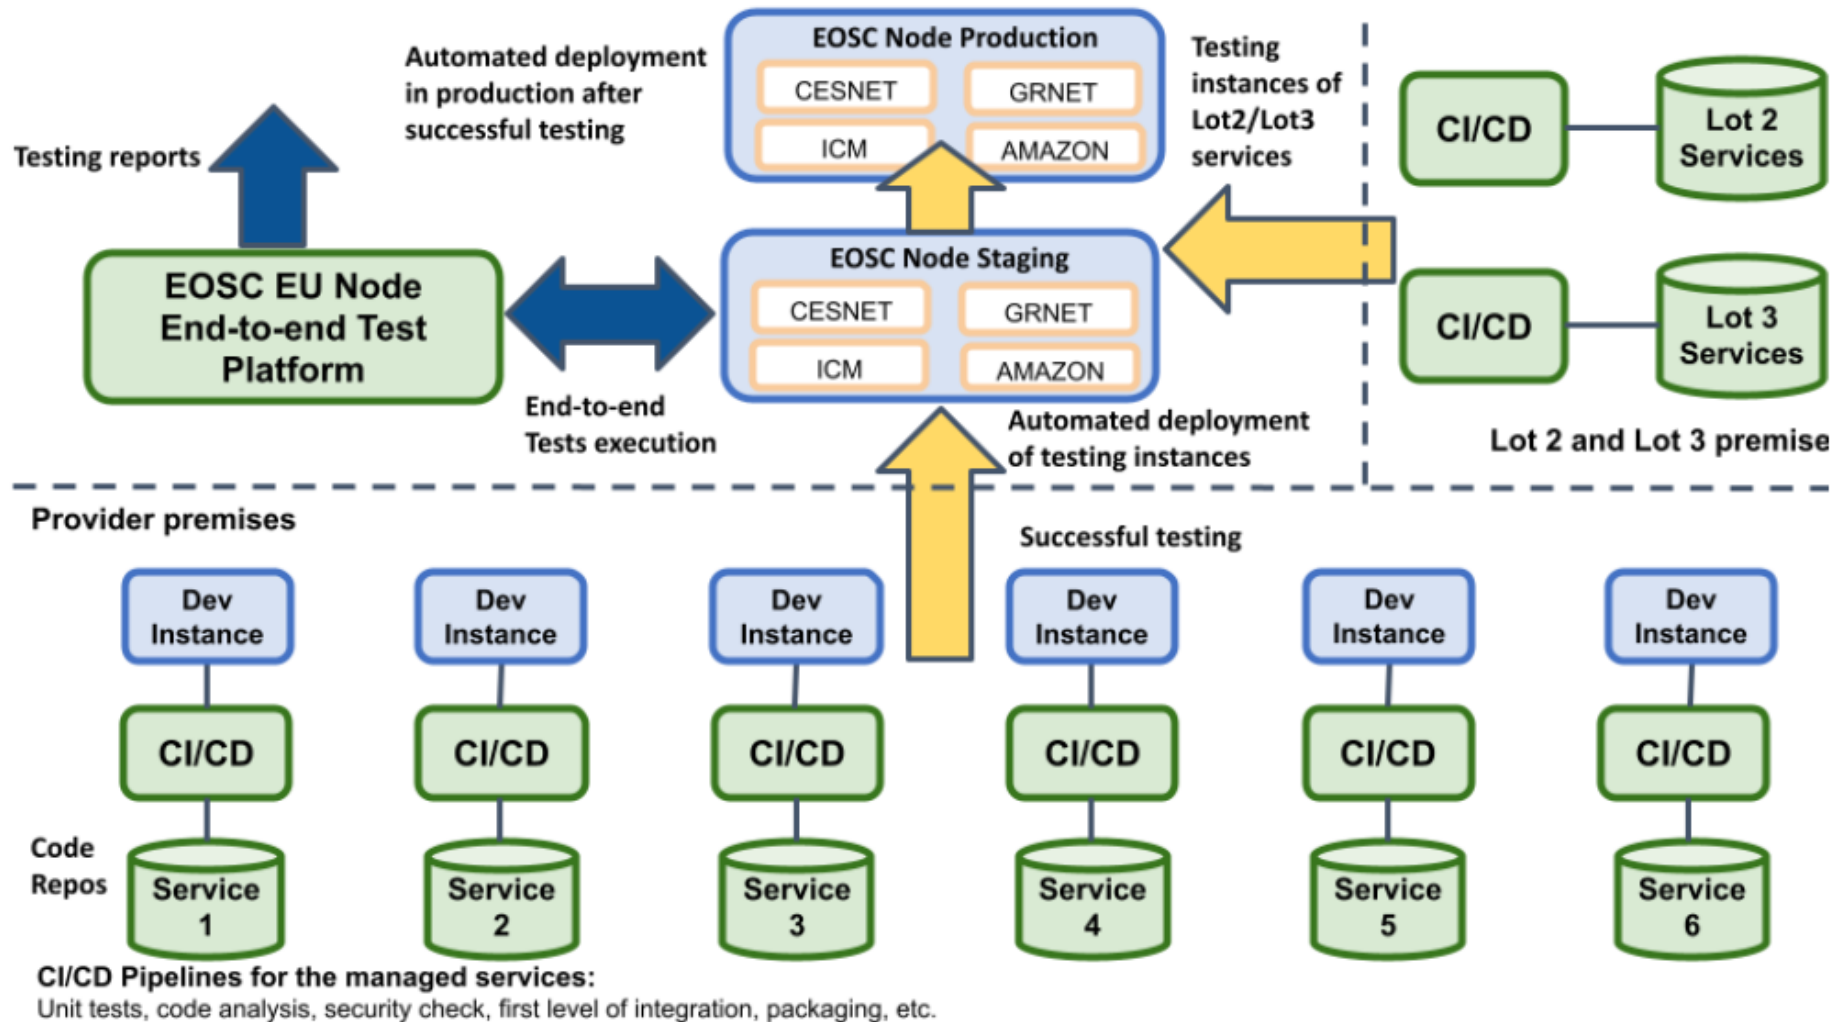 EOSC Node Production
CESNET
GRNET
ICM
AMAZON
Automated deployment
in production after
successful testing
Testing
instances of
Lot2/Lot3
services
CI/CD
Lot 2
Services
Testing reports
EOSC EU Node
End-to-end Test
Platform
EOSC Node Staging
CESNET
GRNET
ICM
AMAZON
CI/CD
Lot 3
Services
End-to-end
Tests execution
Automated deployment
of testing instances
Lot 2 and Lot 3 premise
Provider premises
Successful testing
Dev
Instance
Dev
Instance
Dev
Instance
Dev
Instance
Dev
Instance
Dev
Instance
CI/CD
CI/CD
CI/CD
CI/CD
CI/CD
CI/CD
Code
Repos
Service
1
Service
2
Service
3
Service
4
Service
5
Service
6
CI/CD Pipelines for the managed services:
Unit tests, code analysis, security check, first level of integration, packaging, etc.